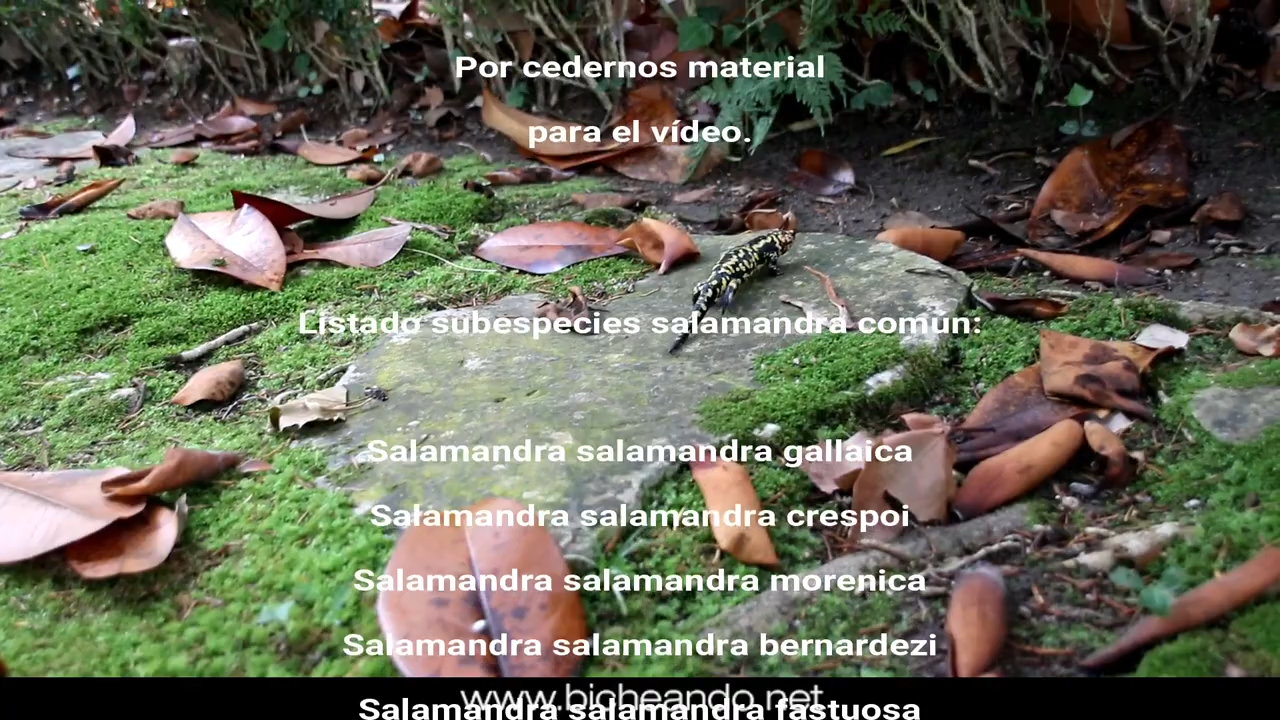 Por cedernos material
para el vídeo.
Listado subespecies salamandra común:
Salamandra salamandra gallaica
Salamandra salamandra crespoi
Salamandra salamandra morenica
Salamandra salamandra bernardezi
www.bicheando.net
Salamandra salamandra fastuosa